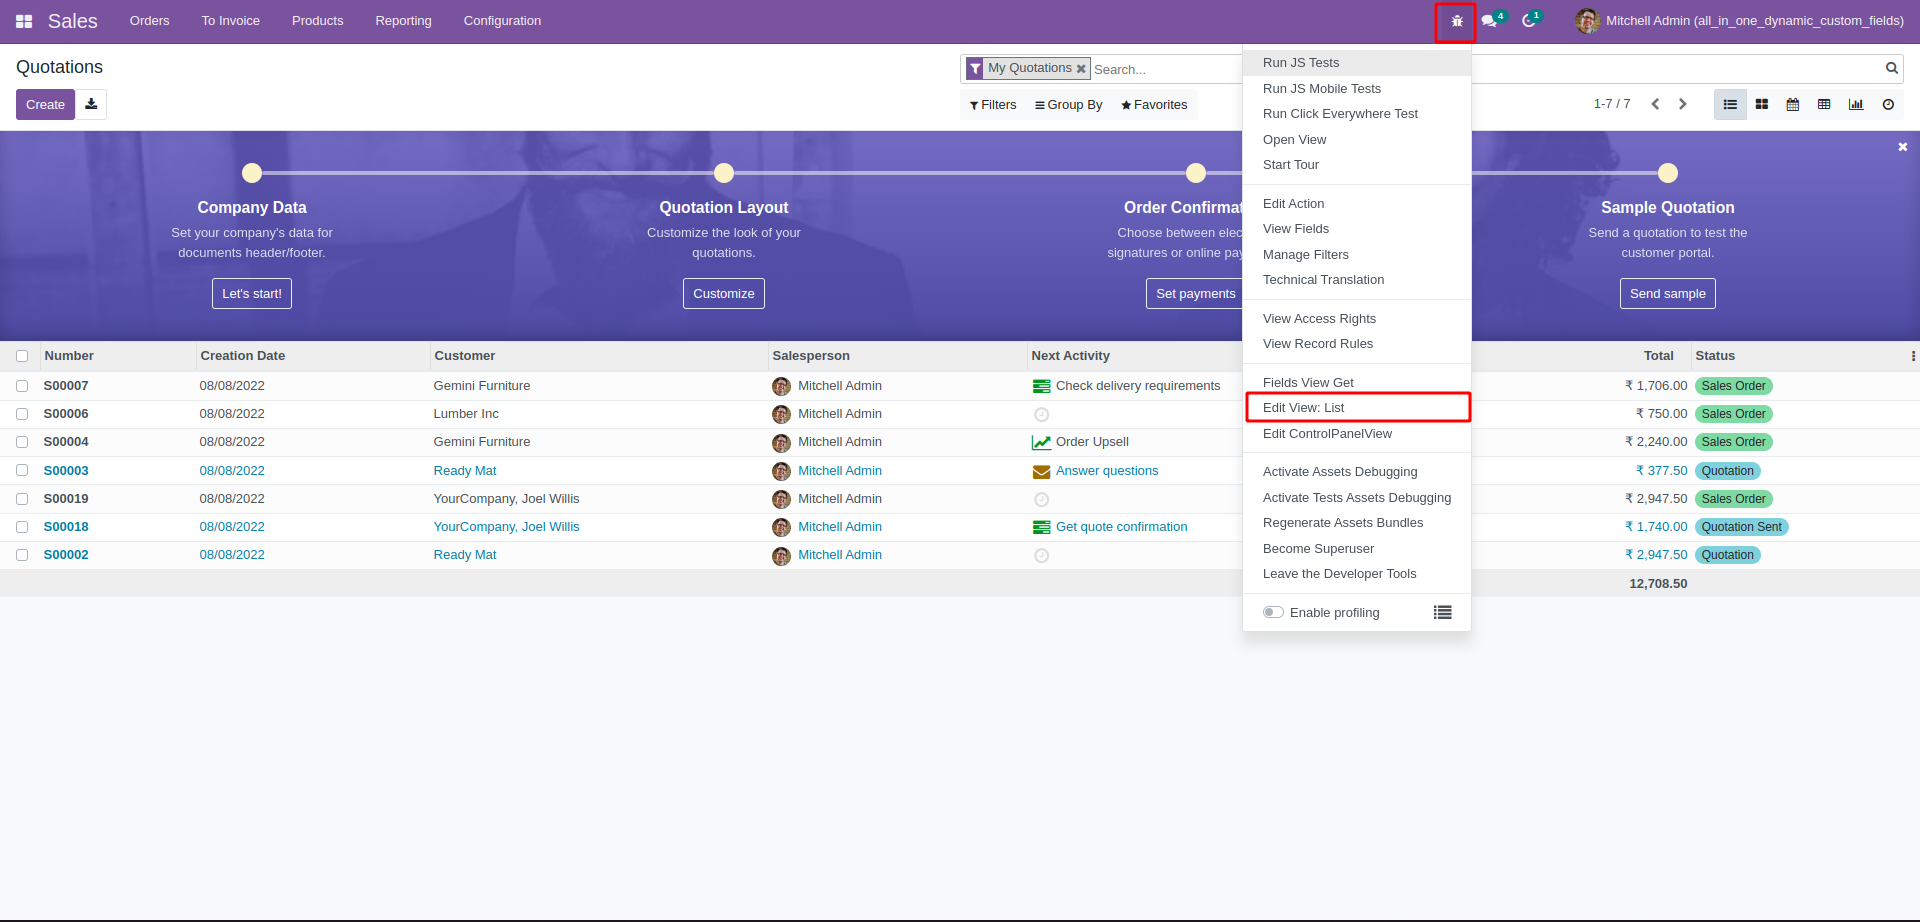 Sales Orders To Invoice Products Reporting Configuration 4 1 Mitchell Admin (all_in_one_dynamic_custom_fields)
Quotations
My Quotations Search...
Create
Filters Group By Favorites
1-7 / 7
Company Data
Set your company's data for
documents header/footer.
Let's start!
Quotation Layout
Customize the look of your
quotations.
Customize
Order Confirmat
Choose between elec
signatures or online pay
Set payments
Sample Quotation
Send a quotation to test the
customer portal.
Send sample
Number Creation Date Customer Salesperson Next Activity Total Status
S00007 08/08/2022 Gemini Furniture Mitchell Admin Check delivery requirements ₹ 1,706.00 Sales Order
S00006 08/08/2022 Lumber Inc Mitchell Admin ₹ 750.00 Sales Order
S00004 08/08/2022 Gemini Furniture Mitchell Admin Order Upsell ₹ 2,240.00 Sales Order
S00003 08/08/2022 Ready Mat Mitchell Admin Answer questions ₹ 377.50 Quotation
S00019 08/08/2022 YourCompany, Joel Willis Mitchell Admin ₹ 2,947.50 Sales Order
S00018 08/08/2022 YourCompany, Joel Willis Mitchell Admin Get quote confirmation ₹ 1,740.00 Quotation Sent
S00002 08/08/2022 Ready Mat Mitchell Admin ₹ 2,947.50 Quotation
12,708.50
Run JS Tests
Run JS Mobile Tests
Run Click Everywhere Test
Open View
Start Tour
Edit Action
View Fields
Manage Filters
Technical Translation
View Access Rights
View Record Rules
Fields View Get
Edit View: List
Edit ControlPanelView
Activate Assets Debugging
Activate Tests Assets Debugging
Regenerate Assets Bundles
Become Superuser
Leave the Developer Tools
Enable profiling